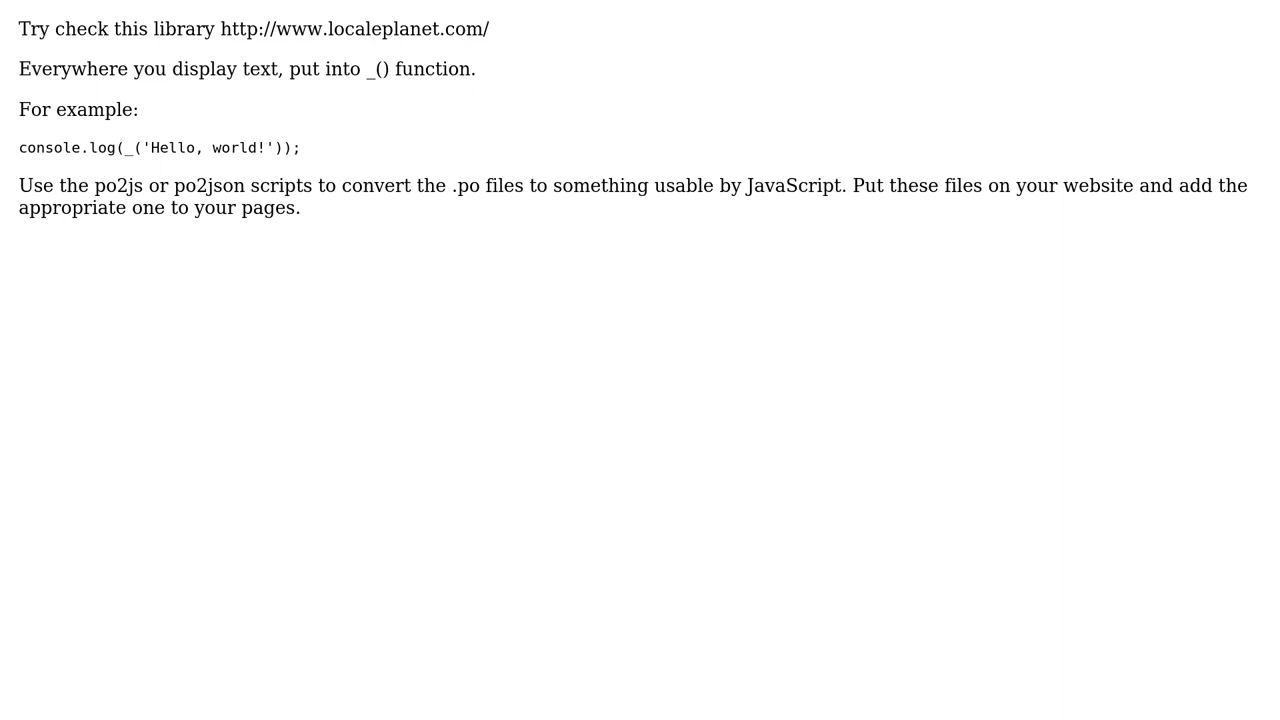 Try check this library http://www.localeplanet.com/
Everywhere you display text, put into _() function.
For example:
console.log(_('Hello, world!'));
Use the po2js or po2json scripts to convert the .po files to something usable by JavaScript. Put these files on your website and add the
appropriate one to your pages.